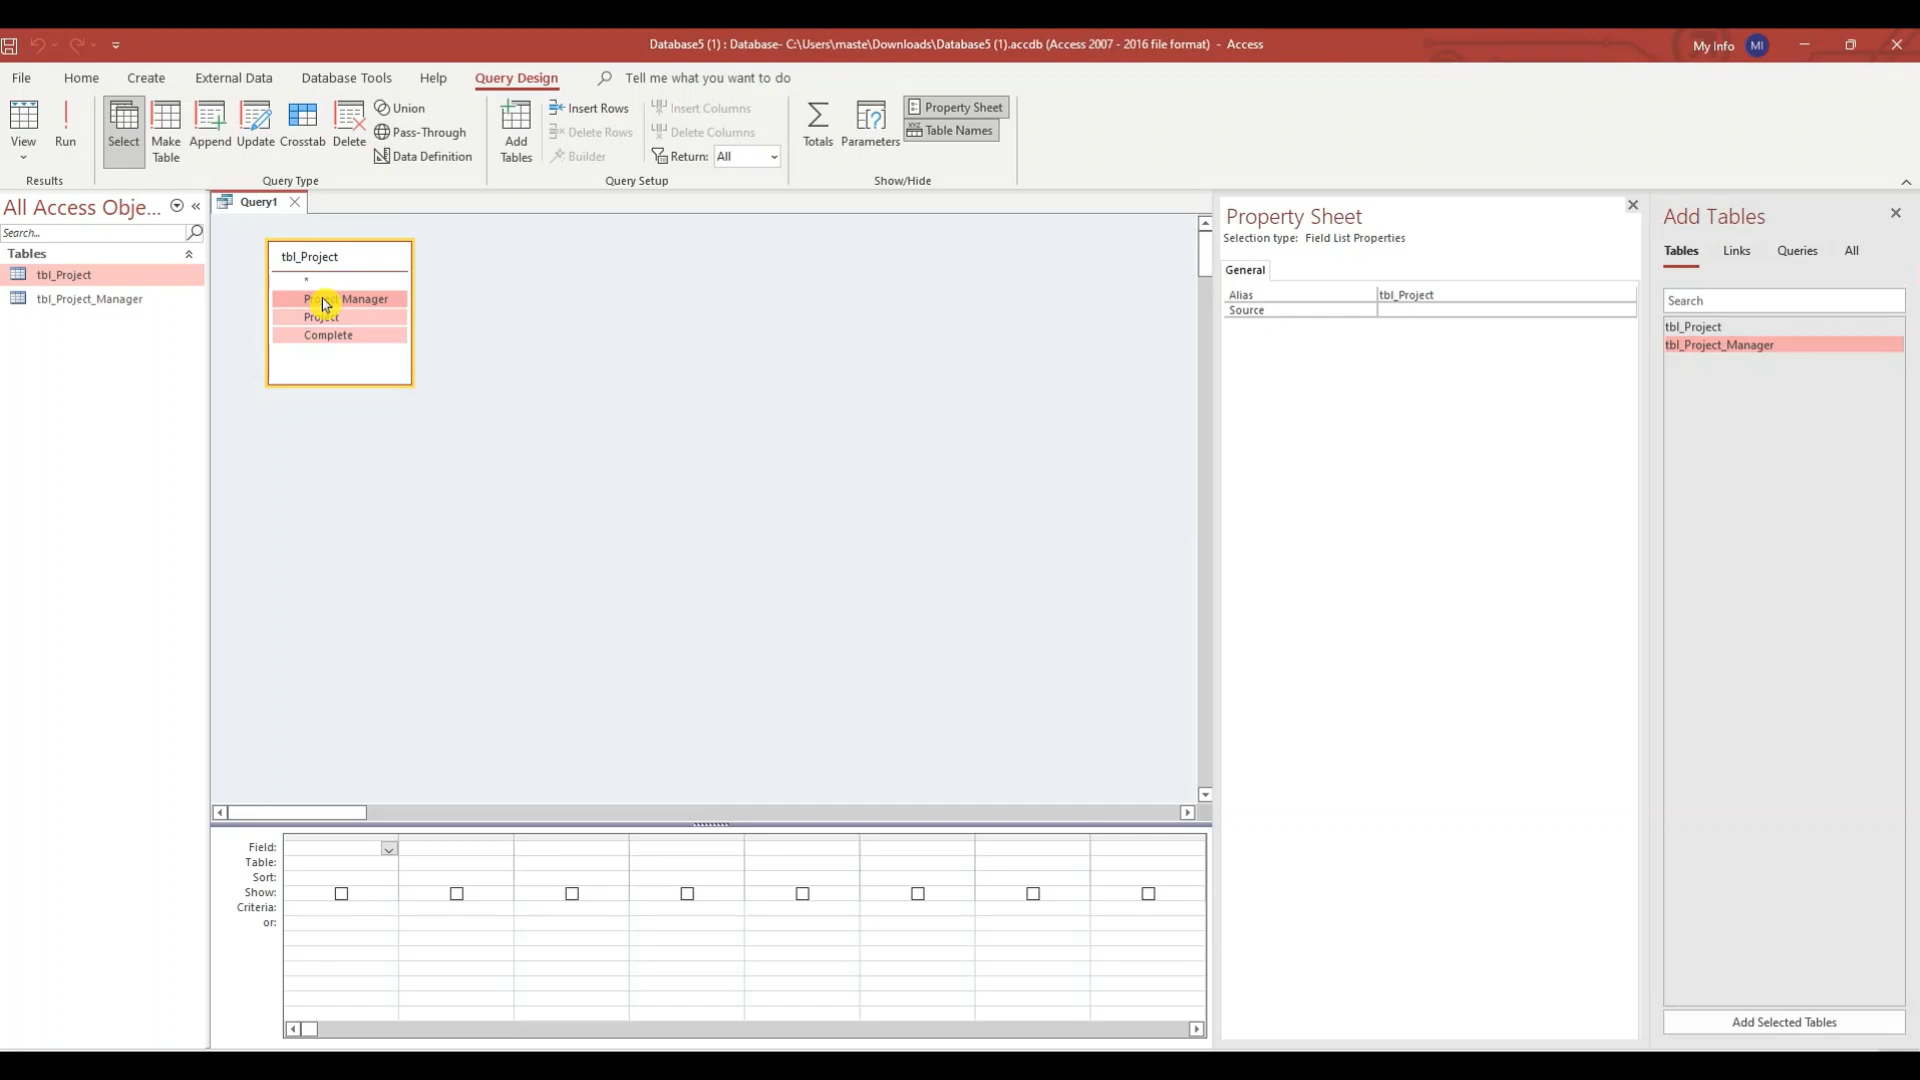 Database5 (1) : Database- C:\Users\maste\Downloads\Database5 (1).accdb (Access 2007 - 2016 file format) - Access
My Info MI
File Home Create External Data Database Tools Help Query Design Tell me what you want to do
View
Run
Results
Select
Make Table
Append
Update
Crosstab
Delete
Union
Pass-Through
Data Definition
Query Type
Add Tables
Insert Rows
Delete Rows
Builder
Insert Columns
Delete Columns
Return: All
Query Setup
Totals
Parameters
Property Sheet
Table Names
Show/Hide
All Access Obje...
Search...
Tables
tbl_Project
tbl_Project_Manager
Query1
tbl_Project
*
Project Manager
Project
Complete
Field:
Table:
Sort:
Show:
Criteria:
or:
Property Sheet
Selection type: Field List Properties
General
Alias tbl_Project
Source
Add Tables
Tables Links Queries All
Search
tbl_Project
tbl_Project_Manager
Add Selected Tables